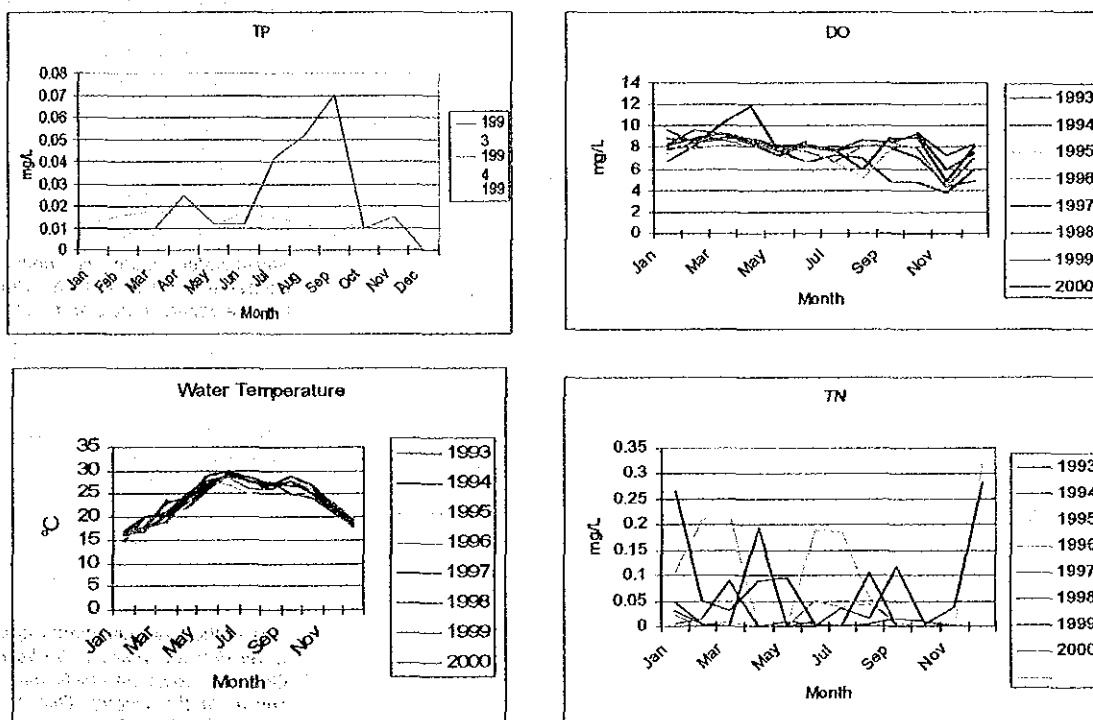 TP
0.08
0.07
0.06
0.05
0.04
0.03
0.02
0.01
0
mg/L
Jan
Feb
Mar
Apr
May
Jun
Jul
Aug
Sep
Oct
Nov
Dec
Month
199
3
199
4
199
DO
14
12
10
8
6
4
2
0
mg/L
Jan
Mar
May
Jul
Sep
Nov
Month
1993
1994
1995
1996
1997
1998
1999
2000
Water Temperature
35
30
25
20
15
10
5
0
°C
Jan
Mar
May
Jul
Sep
Nov
Month
1993
1994
1995
1996
1997
1998
1999
2000
TN
0.35
0.3
0.25
0.2
0.15
0.1
0.05
0
mg/L
Jan
Mar
May
Jul
Sep
Nov
Month
1993
1994
1995
1996
1997
1998
1999
2000